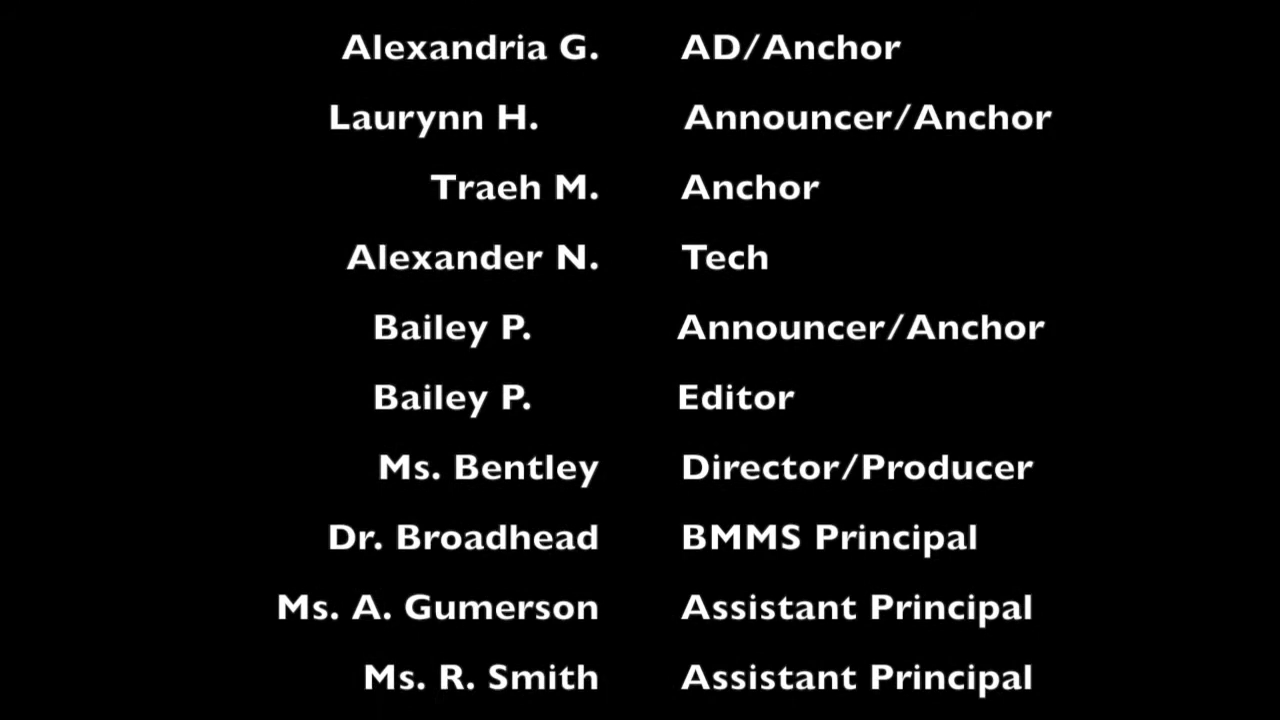 Alexandria G. AD/Anchor
Laurynn H. Announcer/Anchor
Traeh M. Anchor
Alexander N. Tech
Bailey P. Announcer/Anchor
Bailey P. Editor
Ms. Bentley Director/Producer
Dr. Broadhead BMMS Principal
Ms. A. Gumerson Assistant Principal
Ms. R. Smith Assistant Principal